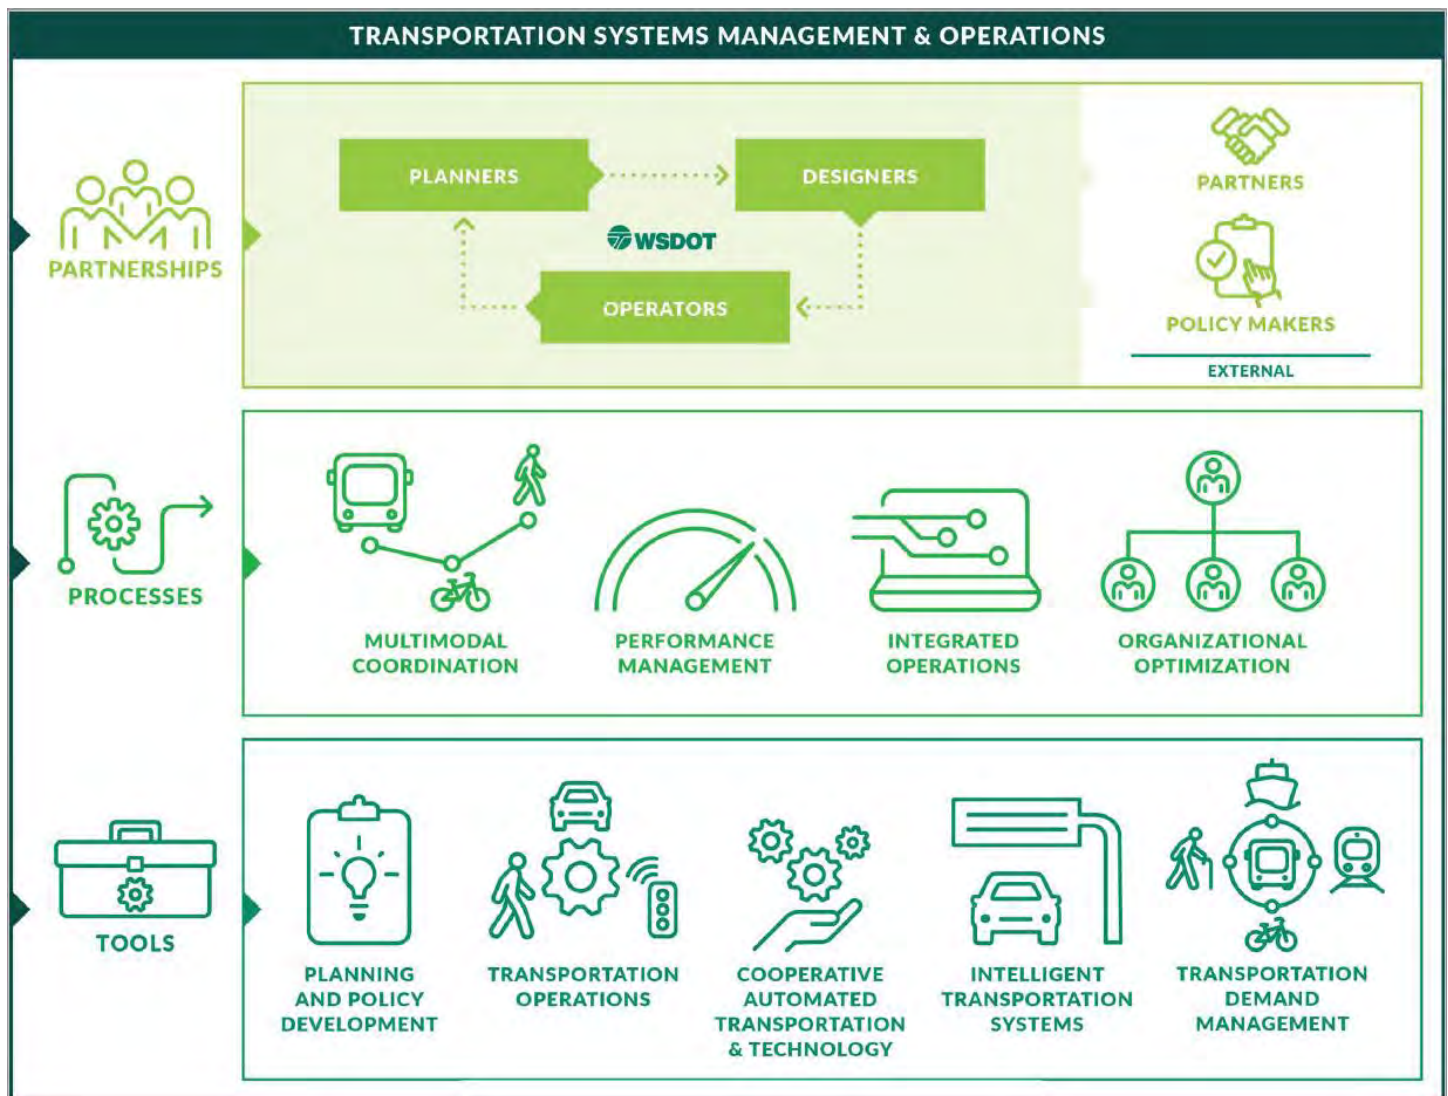 TRANSPORTATION SYSTEMS MANAGEMENT & OPERATIONS
PARTNERSHIPS
PLANNERS
DESIGNERS
WSDOT
OPERATORS
PARTNERS
POLICY MAKERS
EXTERNAL
PROCESSES
MULTIMODAL
COORDINATION
PERFORMANCE
MANAGEMENT
INTEGRATED
OPERATIONS
ORGANIZATIONAL
OPTIMIZATION
TOOLS
PLANNING
AND POLICY
DEVELOPMENT
TRANSPORTATION
OPERATIONS
COOPERATIVE
AUTOMATED
TRANSPORTATION
& TECHNOLOGY
INTELLIGENT
TRANSPORTATION
SYSTEMS
TRANSPORTATION
DEMAND
MANAGEMENT